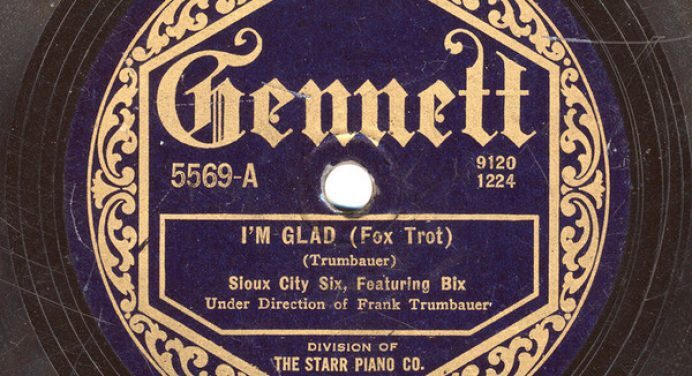 Gennett
5569-A
9120
1224
I'M GLAD (Fox Trot)
(Trumbauer)
Sioux City Six, Featuring Bix
Under Direction of Frank Trumbauer
DIVISION OF
THE STARR PIANO CO.